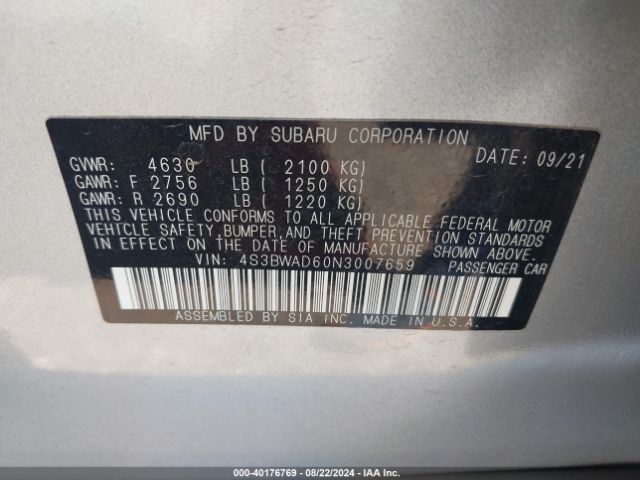 MFD BY SUBARU CORPORATION
DATE: 09/21
GVWR: 4630 LB ( 2100 KG)
GAWR: F 2756 LB ( 1250 KG)
GAWR: R 2690 LB ( 1220 KG)
THIS VEHICLE CONFORMS TO ALL APPLICABLE FEDERAL MOTOR
VEHICLE SAFETY, BUMPER, AND THEFT PREVENTION STANDARDS
IN EFFECT ON THE DATE OF MANUFACTURE SHOWN ABOVE.
VIN: 4S3BWAD60N3007659 PASSENGER CAR
ASSEMBLED BY SIA INC. MADE IN U.S.A.
000-40176769 - 08/22/2024 - IAA, Inc.